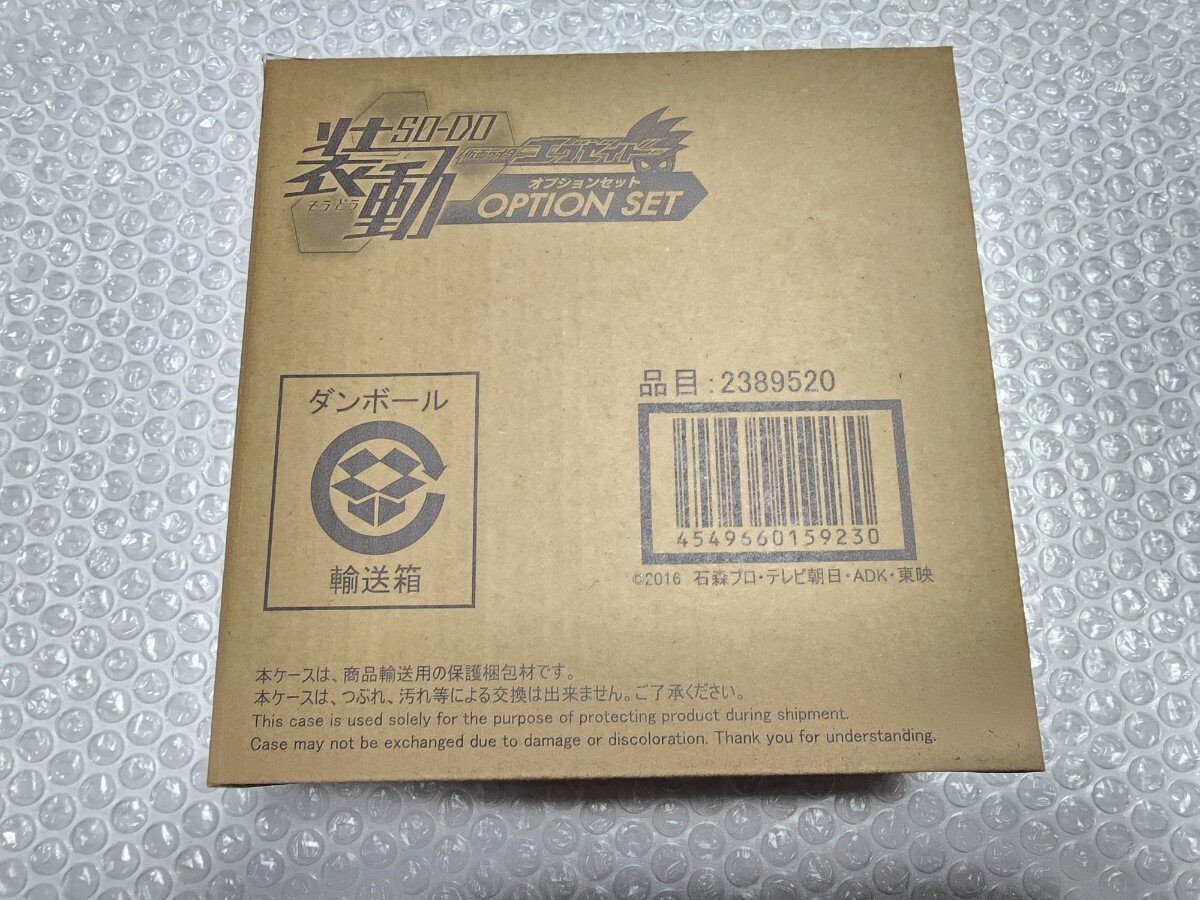 SO-DO
装動
そうどう
仮面ライダーエグゼイド
オプションセット
OPTION SET
ダンボール
輸送箱
品目:2389520
4549660159230
©2016 石森プロ・テレビ朝日・ADK・東映
本ケースは、商品輸送用の保護梱包材です。
本ケースは、つぶれ、汚れ等による交換は出来ません。ご了承ください。
This case is used solely for the purpose of protecting product during shipment.
Case may not be exchanged due to damage or discoloration. Thank you for understanding.